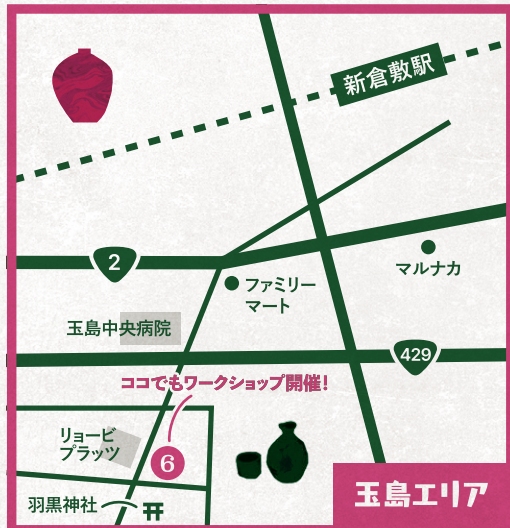 新倉敷駅
2
マルナカ
ファミリー
マート
玉島中央病院
429
ココでもワークショップ開催！
リョービ
プラッツ
6
羽黒神社
玉島エリア